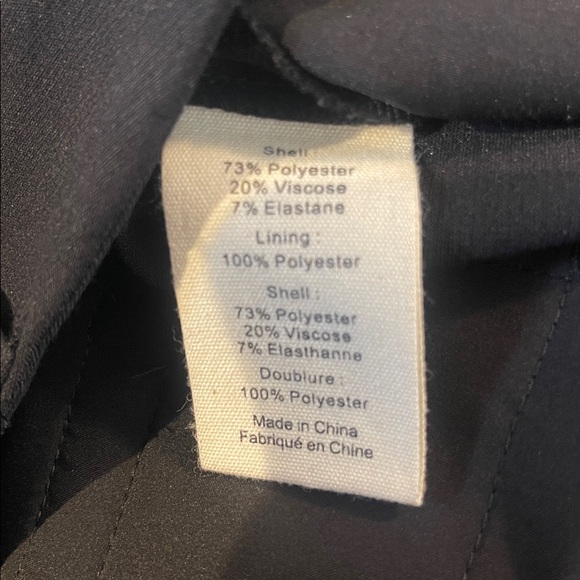 Shell :
73% Polyester
20% Viscose
7% Elastane
Lining :
100% Polyester
Shell :
73% Polyester
20% Viscose
7% Elasthanne
Doublure :
100% Polyester
Made in China
Fabriqué en Chine